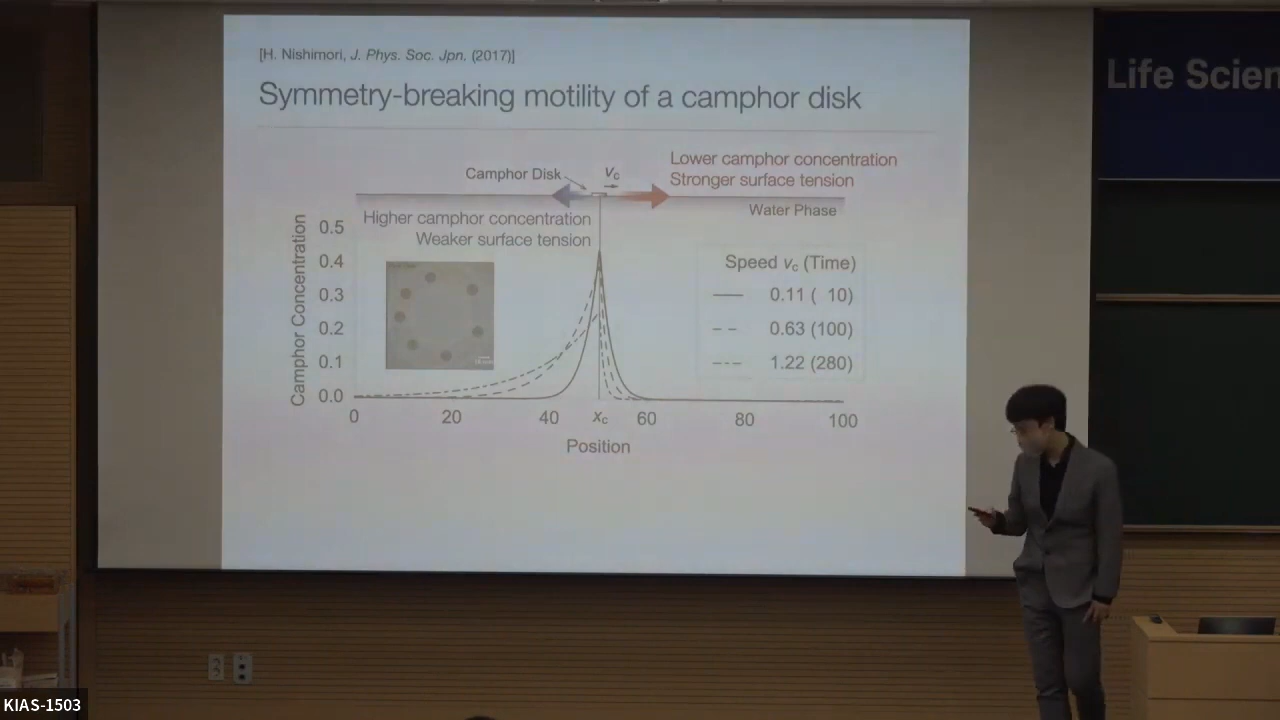 [H. Nishimori, J. Phys. Soc. Jpn. (2017)]
Symmetry-breaking motility of a camphor disk
Lower camphor concentration
Stronger surface tension
Camphor Disk
vc
Water Phase
Higher camphor concentration
Weaker surface tension
Camphor Concentration
0.5
0.4
0.3
0.2
0.1
0.0
Speed vc (Time)
0.11 ( 10)
0.63 (100)
1.22 (280)
0 20 40 xc 60 80 100
Position
Life Scien
KIAS-1503